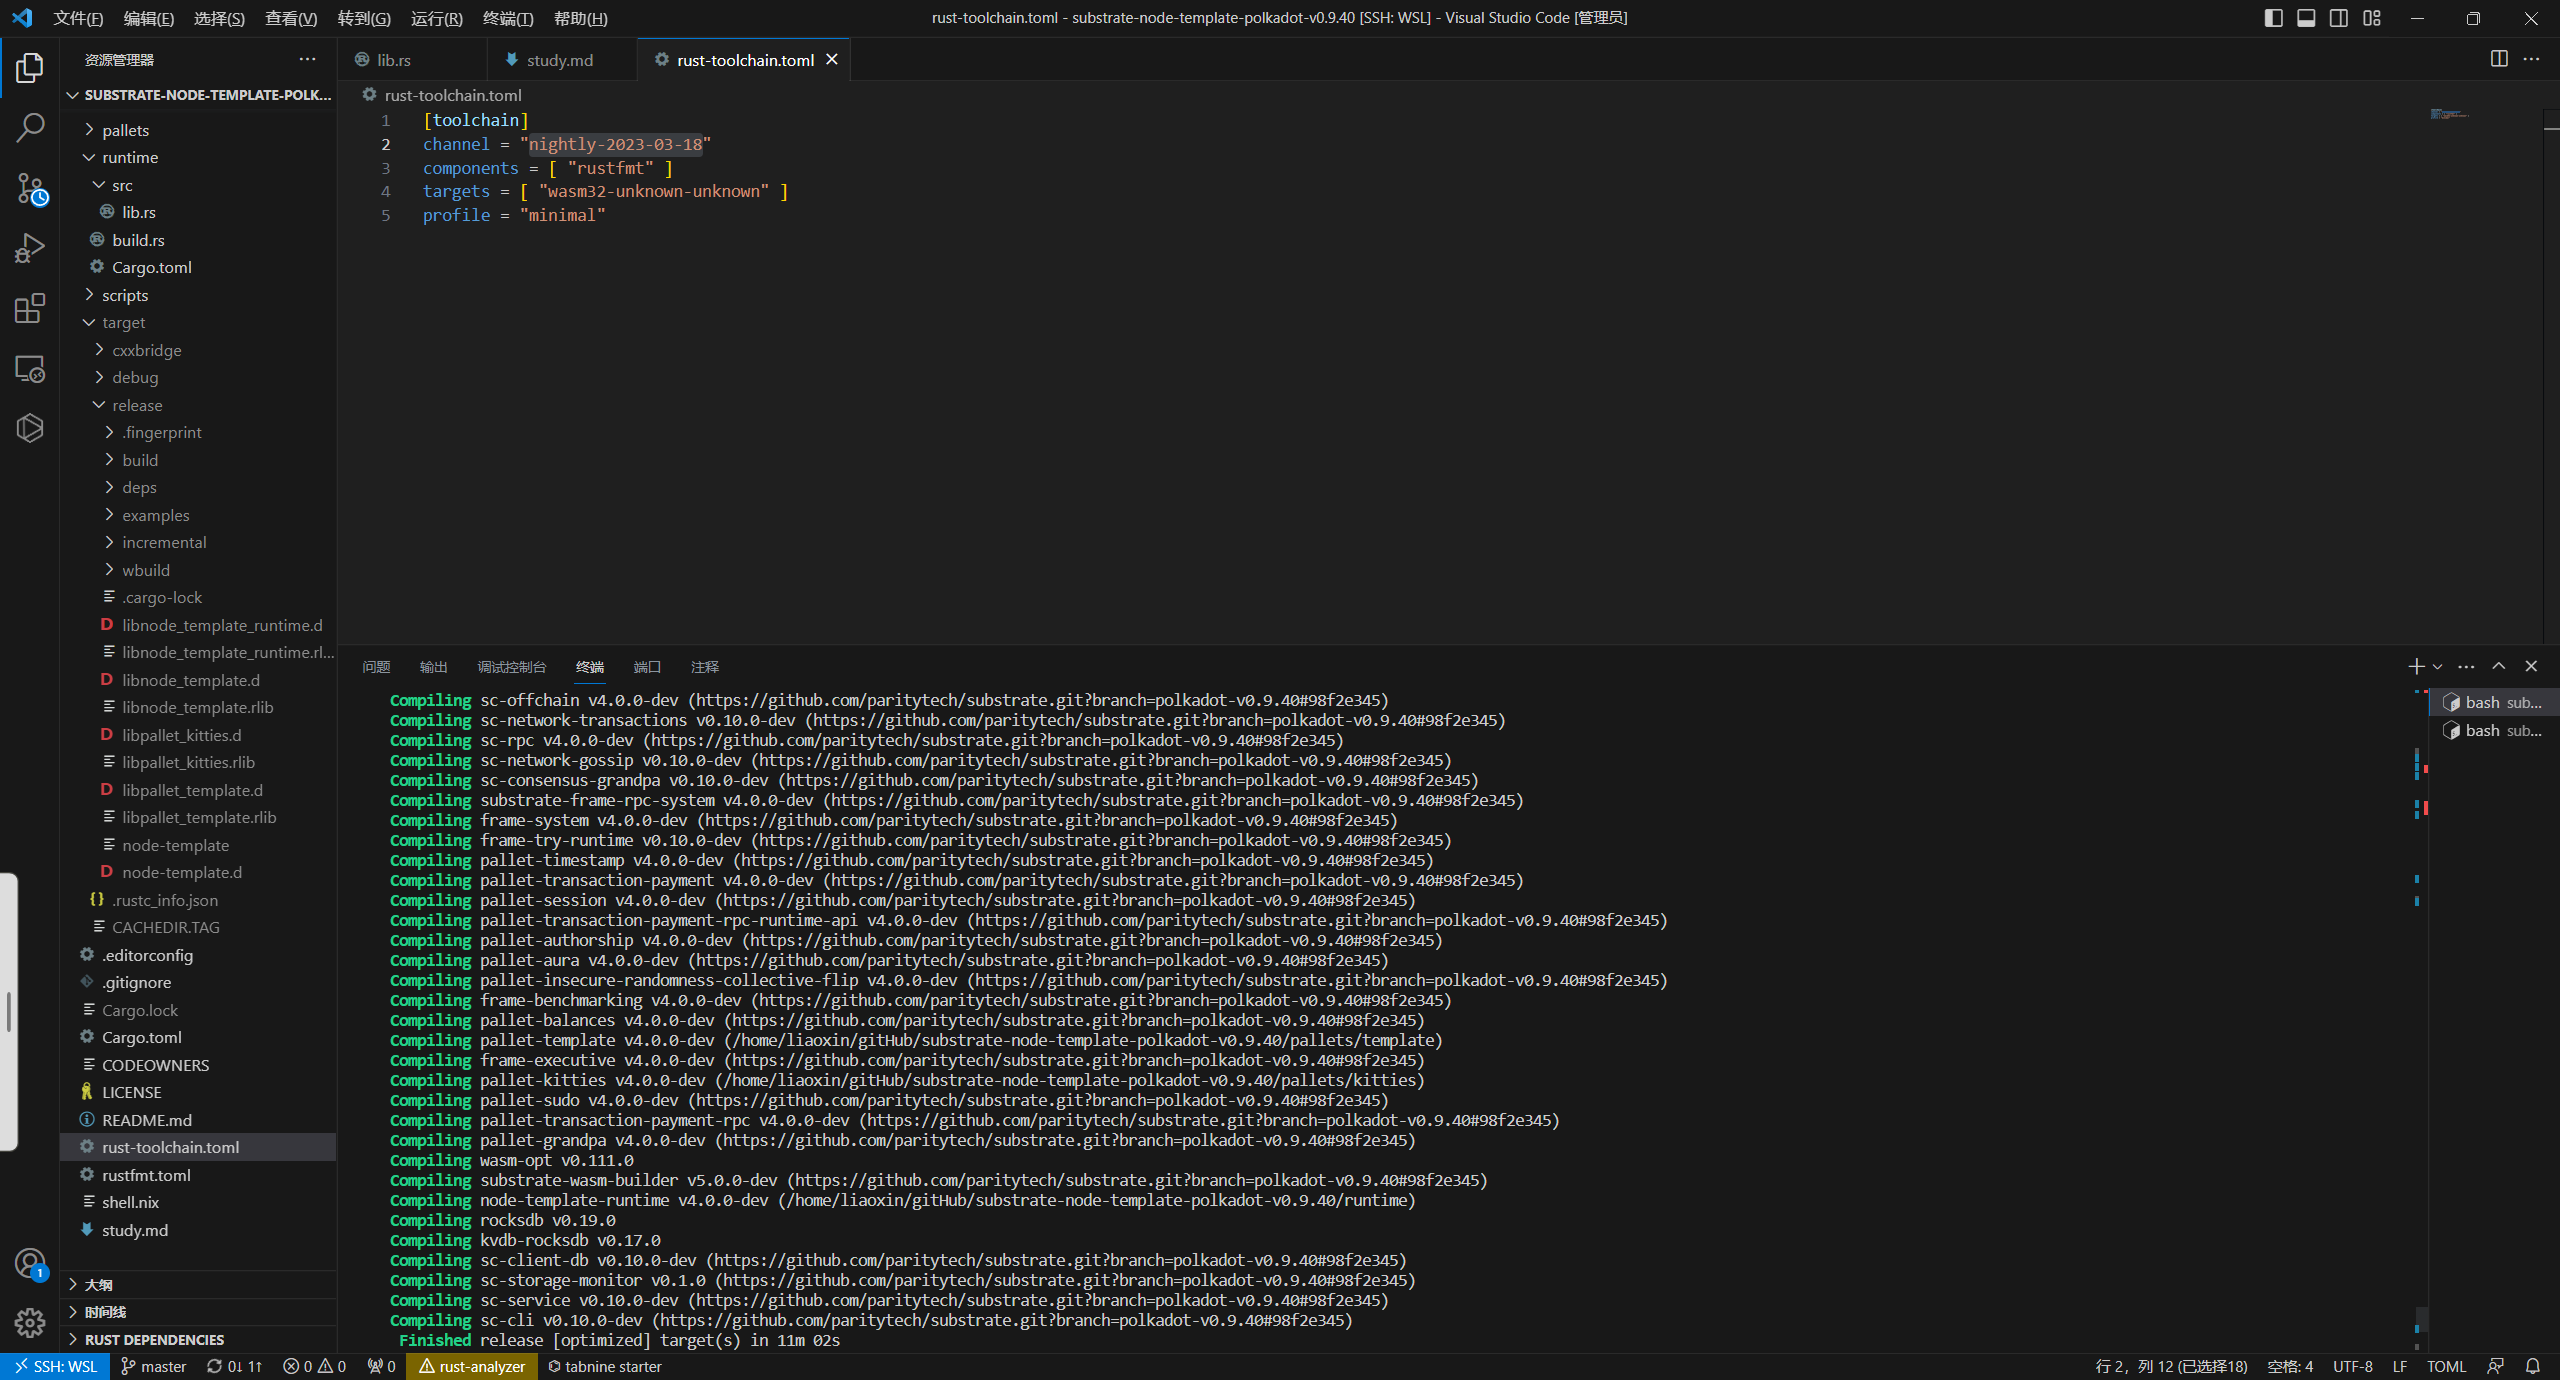 文件(F) 编辑(E) 选择(S) 查看(V) 转到(G) 运行(R) 终端(T) 帮助(H)
rust-toolchain.toml - substrate-node-template-polkadot-v0.9.40 [SSH: WSL] - Visual Studio Code [管理员]
资源管理器
SUBSTRATE-NODE-TEMPLATE-POLK...
pallets
runtime
src
lib.rs
build.rs
Cargo.toml
scripts
target
cxxbridge
debug
release
.fingerprint
build
deps
examples
incremental
wbuild
.cargo-lock
libnode_template_runtime.d
libnode_template_runtime.rl...
libnode_template.d
libnode_template.rlib
libpallet_kitties.d
libpallet_kitties.rlib
libpallet_template.d
libpallet_template.rlib
node-template
node-template.d
.rustc_info.json
CACHEDIR.TAG
.editorconfig
.gitignore
Cargo.lock
Cargo.toml
CODEOWNERS
LICENSE
README.md
rust-toolchain.toml
rustfmt.toml
shell.nix
study.md
大纲
时间线
RUST DEPENDENCIES
lib.rs study.md rust-toolchain.toml
rust-toolchain.toml
1 [toolchain]
2 channel = "nightly-2023-03-18"
3 components = [ "rustfmt" ]
4 targets = [ "wasm32-unknown-unknown" ]
5 profile = "minimal"
问题 输出 调试控制台 终端 端口 注释
Compiling sc-offchain v4.0.0-dev (https://github.com/paritytech/substrate.git?branch=polkadot-v0.9.40#98f2e345)
Compiling sc-network-transactions v0.10.0-dev (https://github.com/paritytech/substrate.git?branch=polkadot-v0.9.40#98f2e345)
Compiling sc-rpc v4.0.0-dev (https://github.com/paritytech/substrate.git?branch=polkadot-v0.9.40#98f2e345)
Compiling sc-network-gossip v0.10.0-dev (https://github.com/paritytech/substrate.git?branch=polkadot-v0.9.40#98f2e345)
Compiling sc-consensus-grandpa v0.10.0-dev (https://github.com/paritytech/substrate.git?branch=polkadot-v0.9.40#98f2e345)
Compiling substrate-frame-rpc-system v4.0.0-dev (https://github.com/paritytech/substrate.git?branch=polkadot-v0.9.40#98f2e345)
Compiling frame-system v4.0.0-dev (https://github.com/paritytech/substrate.git?branch=polkadot-v0.9.40#98f2e345)
Compiling frame-try-runtime v0.10.0-dev (https://github.com/paritytech/substrate.git?branch=polkadot-v0.9.40#98f2e345)
Compiling pallet-timestamp v4.0.0-dev (https://github.com/paritytech/substrate.git?branch=polkadot-v0.9.40#98f2e345)
Compiling pallet-transaction-payment v4.0.0-dev (https://github.com/paritytech/substrate.git?branch=polkadot-v0.9.40#98f2e345)
Compiling pallet-session v4.0.0-dev (https://github.com/paritytech/substrate.git?branch=polkadot-v0.9.40#98f2e345)
Compiling pallet-transaction-payment-rpc-runtime-api v4.0.0-dev (https://github.com/paritytech/substrate.git?branch=polkadot-v0.9.40#98f2e345)
Compiling pallet-authorship v4.0.0-dev (https://github.com/paritytech/substrate.git?branch=polkadot-v0.9.40#98f2e345)
Compiling pallet-aura v4.0.0-dev (https://github.com/paritytech/substrate.git?branch=polkadot-v0.9.40#98f2e345)
Compiling pallet-insecure-randomness-collective-flip v4.0.0-dev (https://github.com/paritytech/substrate.git?branch=polkadot-v0.9.40#98f2e345)
Compiling frame-benchmarking v4.0.0-dev (https://github.com/paritytech/substrate.git?branch=polkadot-v0.9.40#98f2e345)
Compiling pallet-balances v4.0.0-dev (https://github.com/paritytech/substrate.git?branch=polkadot-v0.9.40#98f2e345)
Compiling pallet-template v4.0.0-dev (/home/liaoxin/gitHub/substrate-node-template-polkadot-v0.9.40/pallets/template)
Compiling frame-executive v4.0.0-dev (https://github.com/paritytech/substrate.git?branch=polkadot-v0.9.40#98f2e345)
Compiling pallet-kitties v4.0.0-dev (/home/liaoxin/gitHub/substrate-node-template-polkadot-v0.9.40/pallets/kitties)
Compiling pallet-sudo v4.0.0-dev (https://github.com/paritytech/substrate.git?branch=polkadot-v0.9.40#98f2e345)
Compiling pallet-transaction-payment-rpc v4.0.0-dev (https://github.com/paritytech/substrate.git?branch=polkadot-v0.9.40#98f2e345)
Compiling pallet-grandpa v4.0.0-dev (https://github.com/paritytech/substrate.git?branch=polkadot-v0.9.40#98f2e345)
Compiling wasm-opt v0.111.0
Compiling substrate-wasm-builder v5.0.0-dev (https://github.com/paritytech/substrate.git?branch=polkadot-v0.9.40#98f2e345)
Compiling node-template-runtime v4.0.0-dev (/home/liaoxin/gitHub/substrate-node-template-polkadot-v0.9.40/runtime)
Compiling rocksdb v0.19.0
Compiling kvdb-rocksdb v0.17.0
Compiling sc-client-db v0.10.0-dev (https://github.com/paritytech/substrate.git?branch=polkadot-v0.9.40#98f2e345)
Compiling sc-storage-monitor v0.1.0 (https://github.com/paritytech/substrate.git?branch=polkadot-v0.9.40#98f2e345)
Compiling sc-service v0.10.0-dev (https://github.com/paritytech/substrate.git?branch=polkadot-v0.9.40#98f2e345)
Compiling sc-cli v0.10.0-dev (https://github.com/paritytech/substrate.git?branch=polkadot-v0.9.40#98f2e345)
Finished release [optimized] target(s) in 11m 02s
bash sub...
bash sub...
1
SSH: WSL master 0↓ 1↑ 0 0 0 rust-analyzer tabnine starter
行 2，列 12 (已选择18) 空格: 4 UTF-8 LF TOML